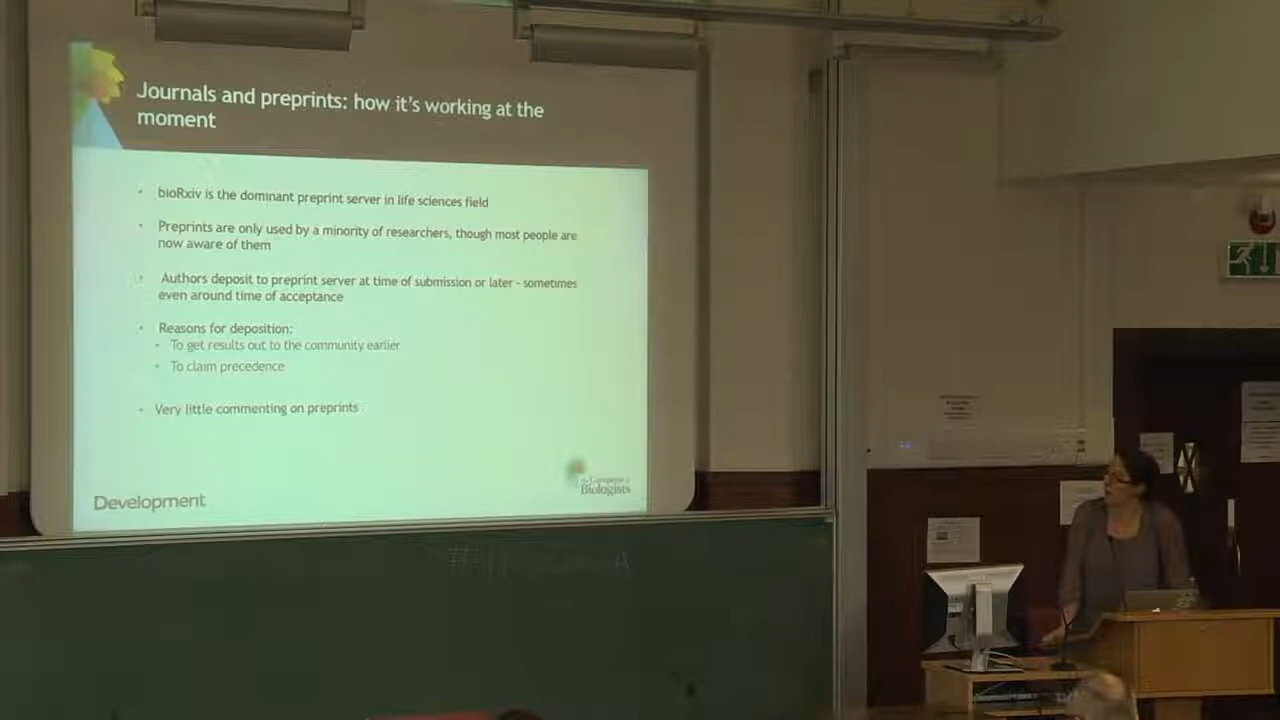 Journals and preprints: how it's working at the
moment
• bioRxiv is the dominant preprint server in life sciences field
• Preprints are only used by a minority of researchers, though most people are
now aware of them
• Authors deposit to preprint server at time of submission or later – sometimes
even around time of acceptance
• Reasons for deposition:
• To get results out to the community earlier
• To claim precedence
• Very little commenting on preprints
Development
The Company of
Biologists